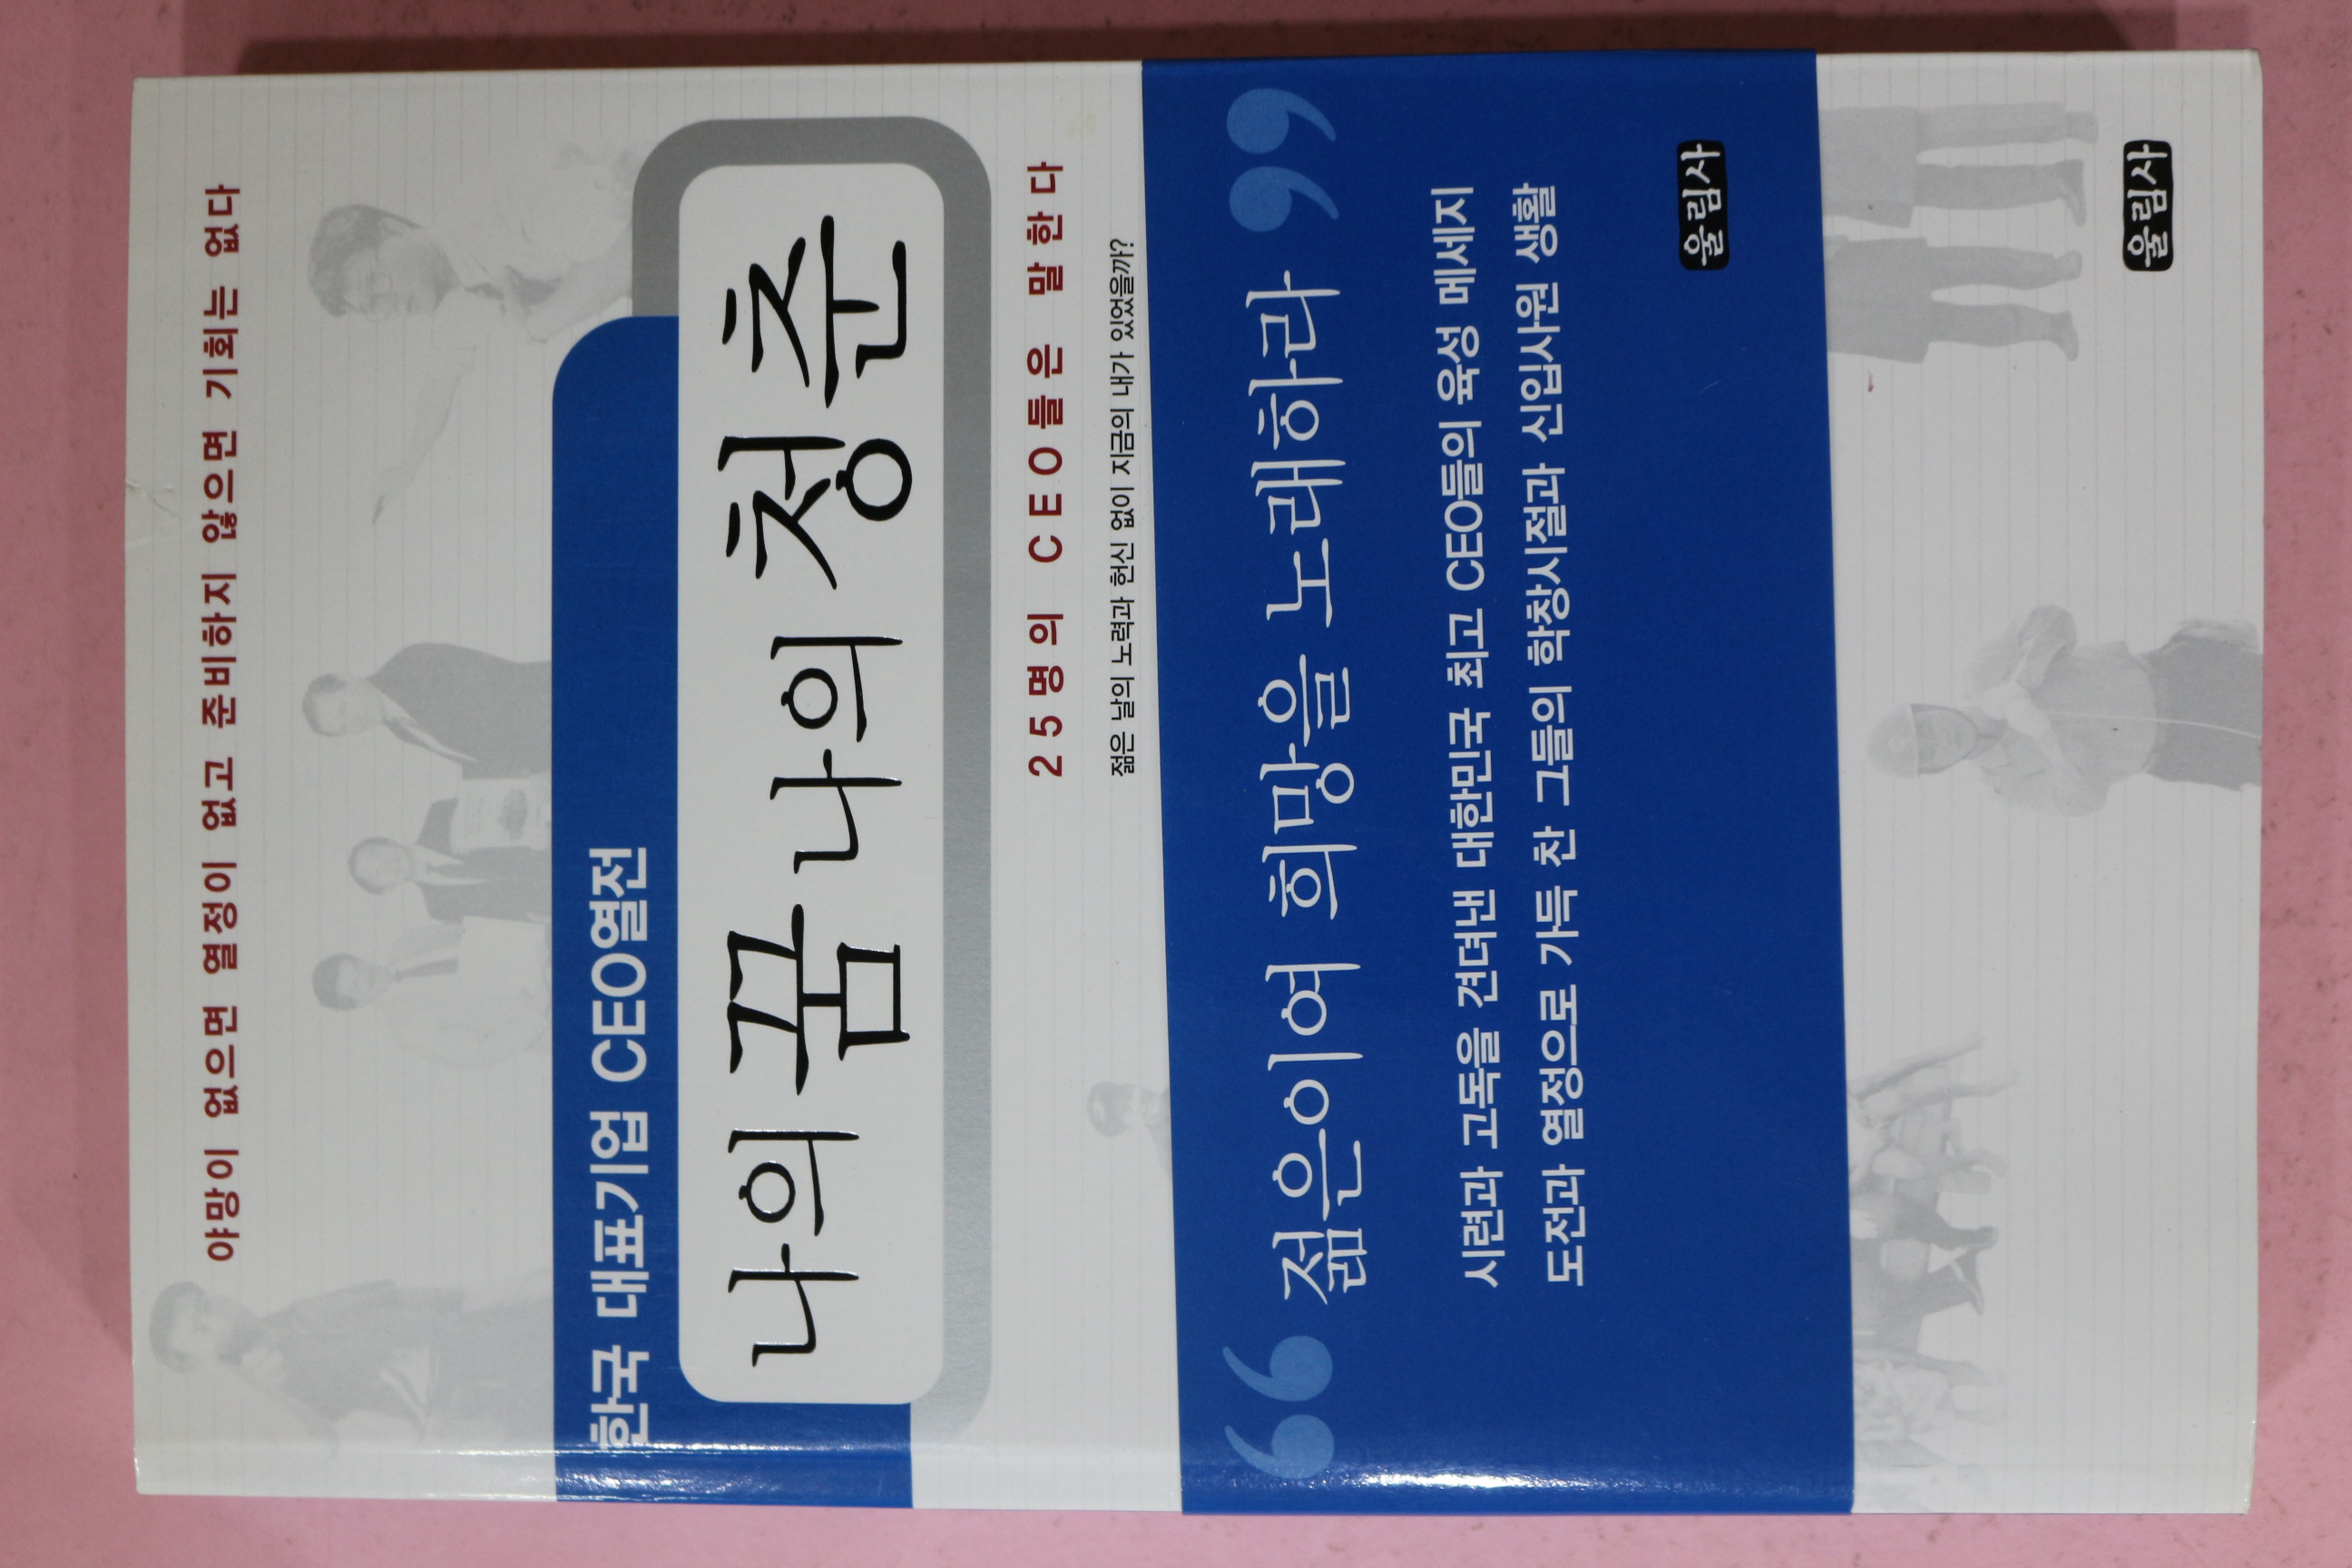 야망이 없으면 열정이 없고 준비하지 않으면 기회는 없다
한국 대표기업 CEO열전
나의 꿈 나의 청춘
25명의 CEO들은 말한다
젊은 날의 노력과 헌신 없이 지금의 내가 있었을까?
“젊은이여 희망을 노래하라”
시련과 고독을 견뎌낸 대한민국 최고 CEO들의 육성 메세지
도전과 열정으로 가득 찬 그들의 학창시절과 신입사원 생활
울림사
울림사